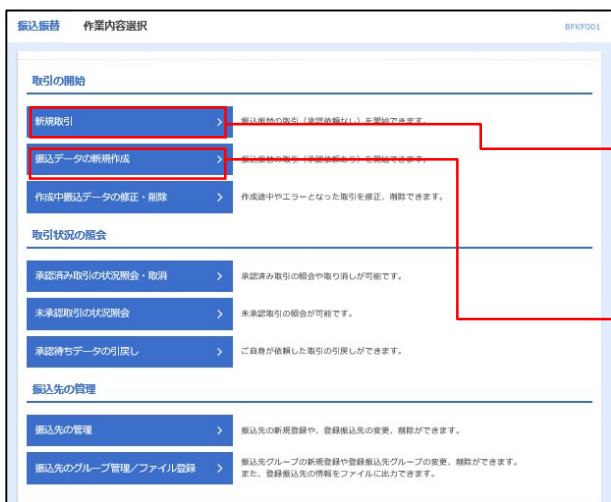 振込振替 作業内容選択 BFKF001
取引の開始
新規取引 振込振替の取引（承認依頼なし）を開始できます。
振込データの新規作成 振込振替の取引（承認依頼あり）を開始できます。
作成中振込データの修正・削除 作成途中やエラーとなった取引を修正、削除できます。
取引状況の照会
承認済み取引の状況照会・取消 承認済み取引の照会や取り消しが可能です。
未承認取引の状況照会 未承認取引の照会が可能です。
承認待ちデータの引戻し ご自身が依頼した取引の引戻しができます。
振込先の管理
振込先の管理 振込先の新規登録や、登録振込先の変更、削除ができます。
振込先のグループ管理／ファイル登録 振込先グループの新規登録や登録振込先グループの変更、削除ができます。
また、登録振込先の情報をファイルに出力できます。